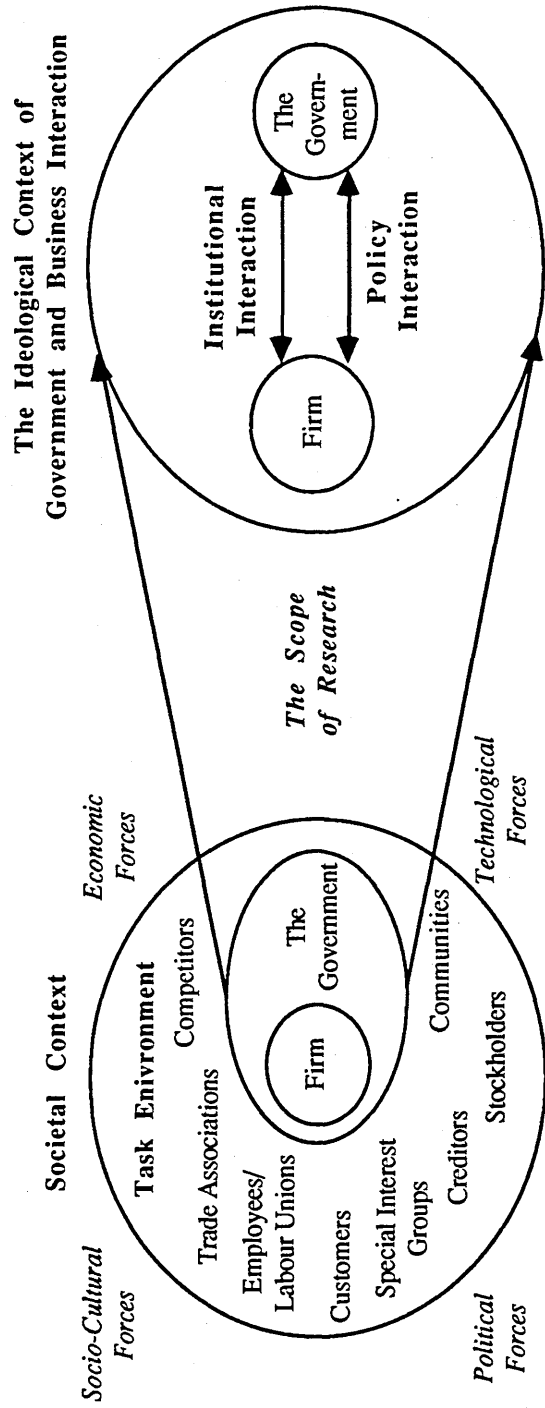 Societal Context
Socio-Cultural
Forces
Economic
Forces
Task Enivronment
Competitors
Trade Associations
Employees/
Labour Unions
Customers
Special Interest
Groups
Creditors
Stockholders
Communities
Firm
The
Government
Political
Forces
Technological
Forces
The Scope
of Research
The Ideological Context of
Government and Business Interaction
Institutional
Interaction
Firm
The
Govern-
ment
Policy
Interaction